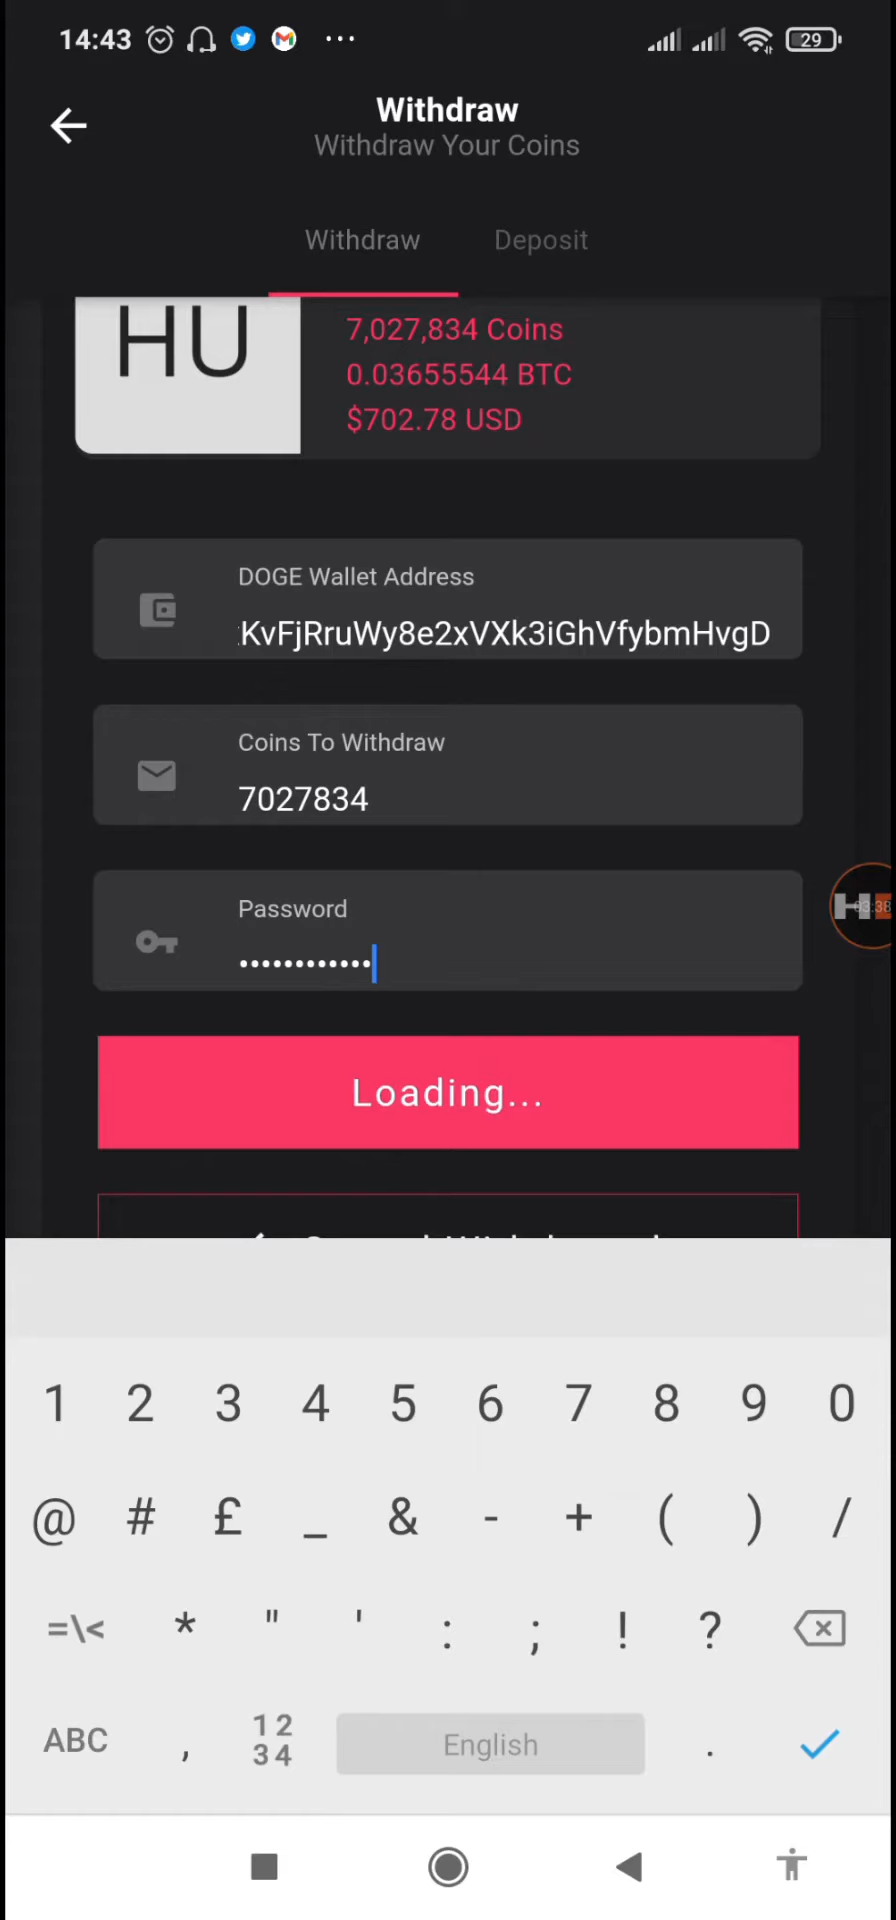 14:43 ... 29
Withdraw
Withdraw Your Coins
Withdraw Deposit
HU
7,027,834 Coins
0.03655544 BTC
$702.78 USD
DOGE Wallet Address
KvFjRruWy8e2xVXk3iGhVfybmHvgD
Coins To Withdraw
7027834
Password
••••••••••••
03:38
Loading...
1 2 3 4 5 6 7 8 9 0
@ # £ _ & - + ( ) /
=\< * " ' : ; ! ?
ABC , 12 34 English .